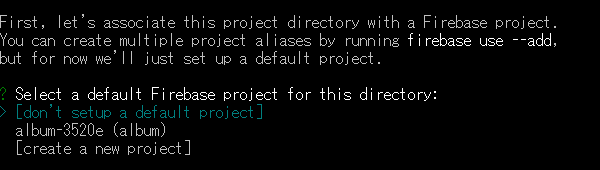 First, let's associate this project directory with a Firebase project.
You can create multiple project aliases by running firebase use --add,
but for now we'll just set up a default project.
? Select a default Firebase project for this directory:
> [don't setup a default project]
album-3520e (album)
[create a new project]